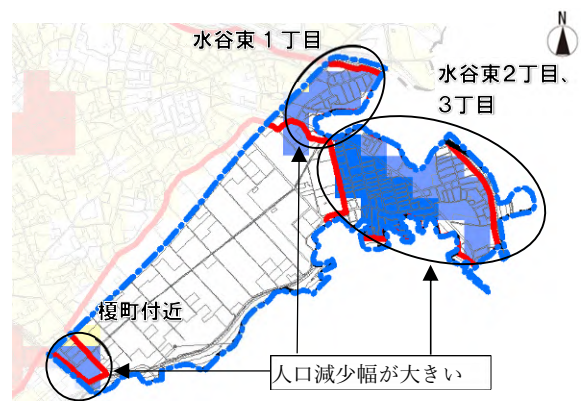 N
水谷東1丁目
水谷東2丁目、
3丁目
榎町付近
人口減少幅が大きい